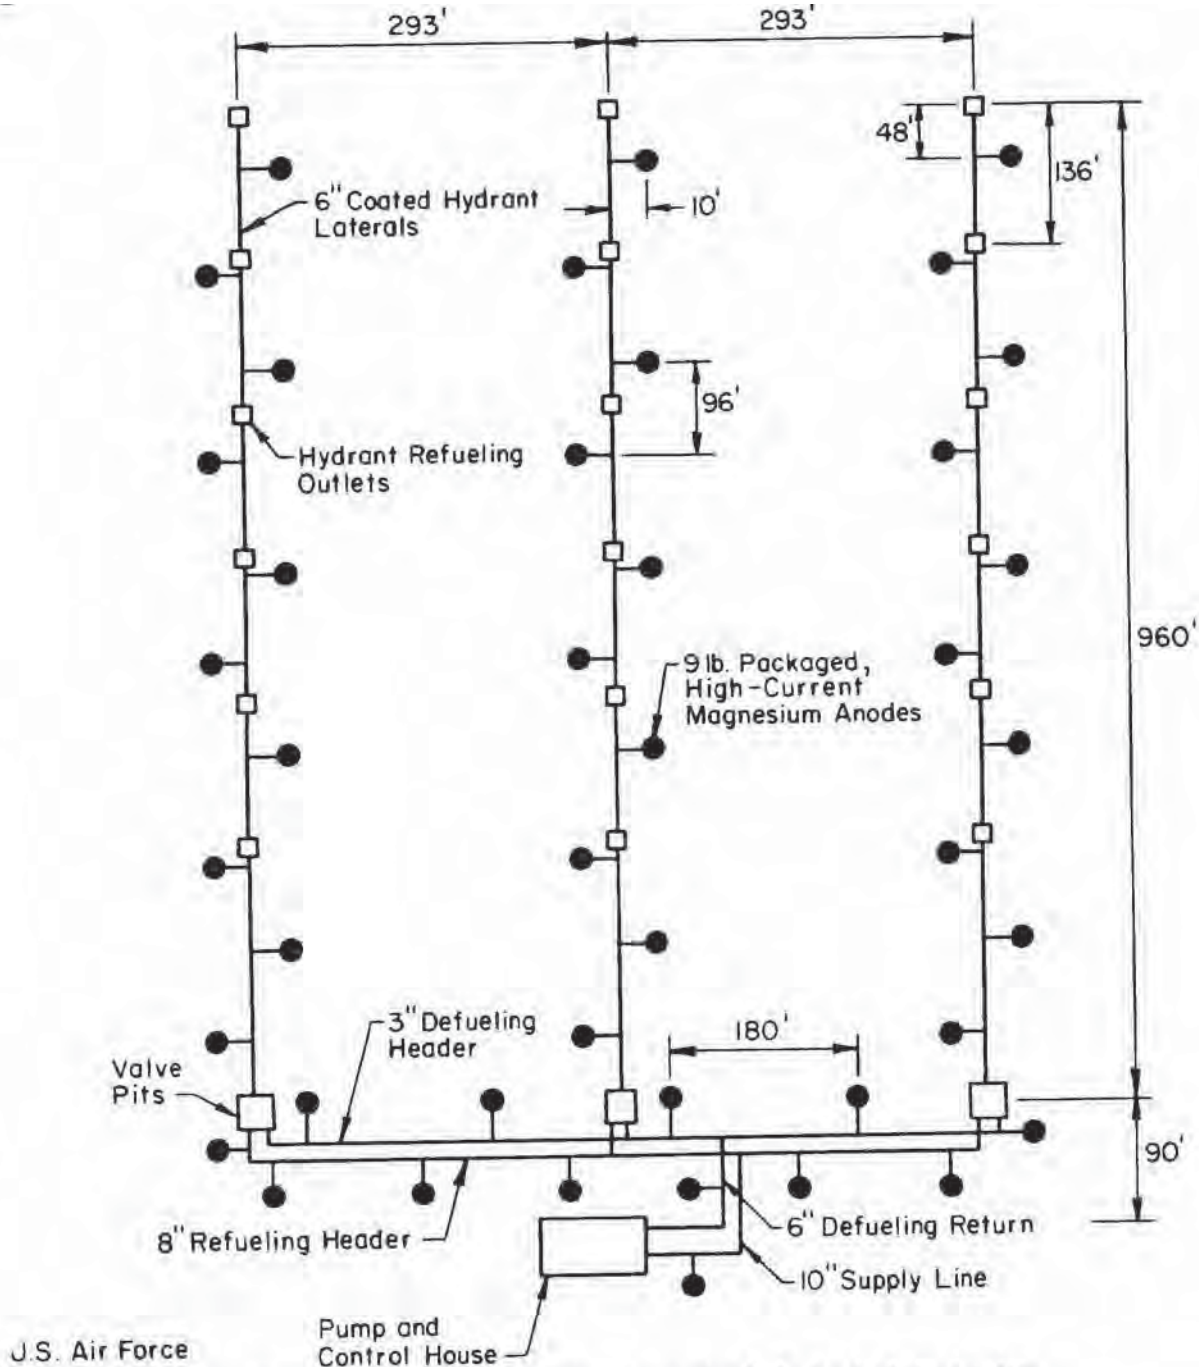 293'
293'
48'
136'
6" Coated Hydrant
Laterals
10'
96'
Hydrant Refueling
Outlets
960'
9 lb. Packaged,
High-Current
Magnesium Anodes
3" Defueling
Header
180'
Valve
Pits
90'
8" Refueling Header
6" Defueling Return
10" Supply Line
Pump and
Control House
J.S. Air Force